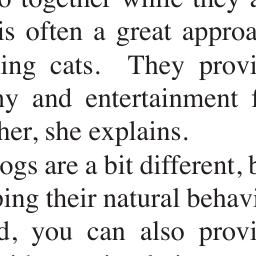 o together while they a
is often a great approa
ing cats. They provi
ny and entertainment f
her, she explains.
ogs are a bit different, b
ping their natural behavi
d, you can also provi